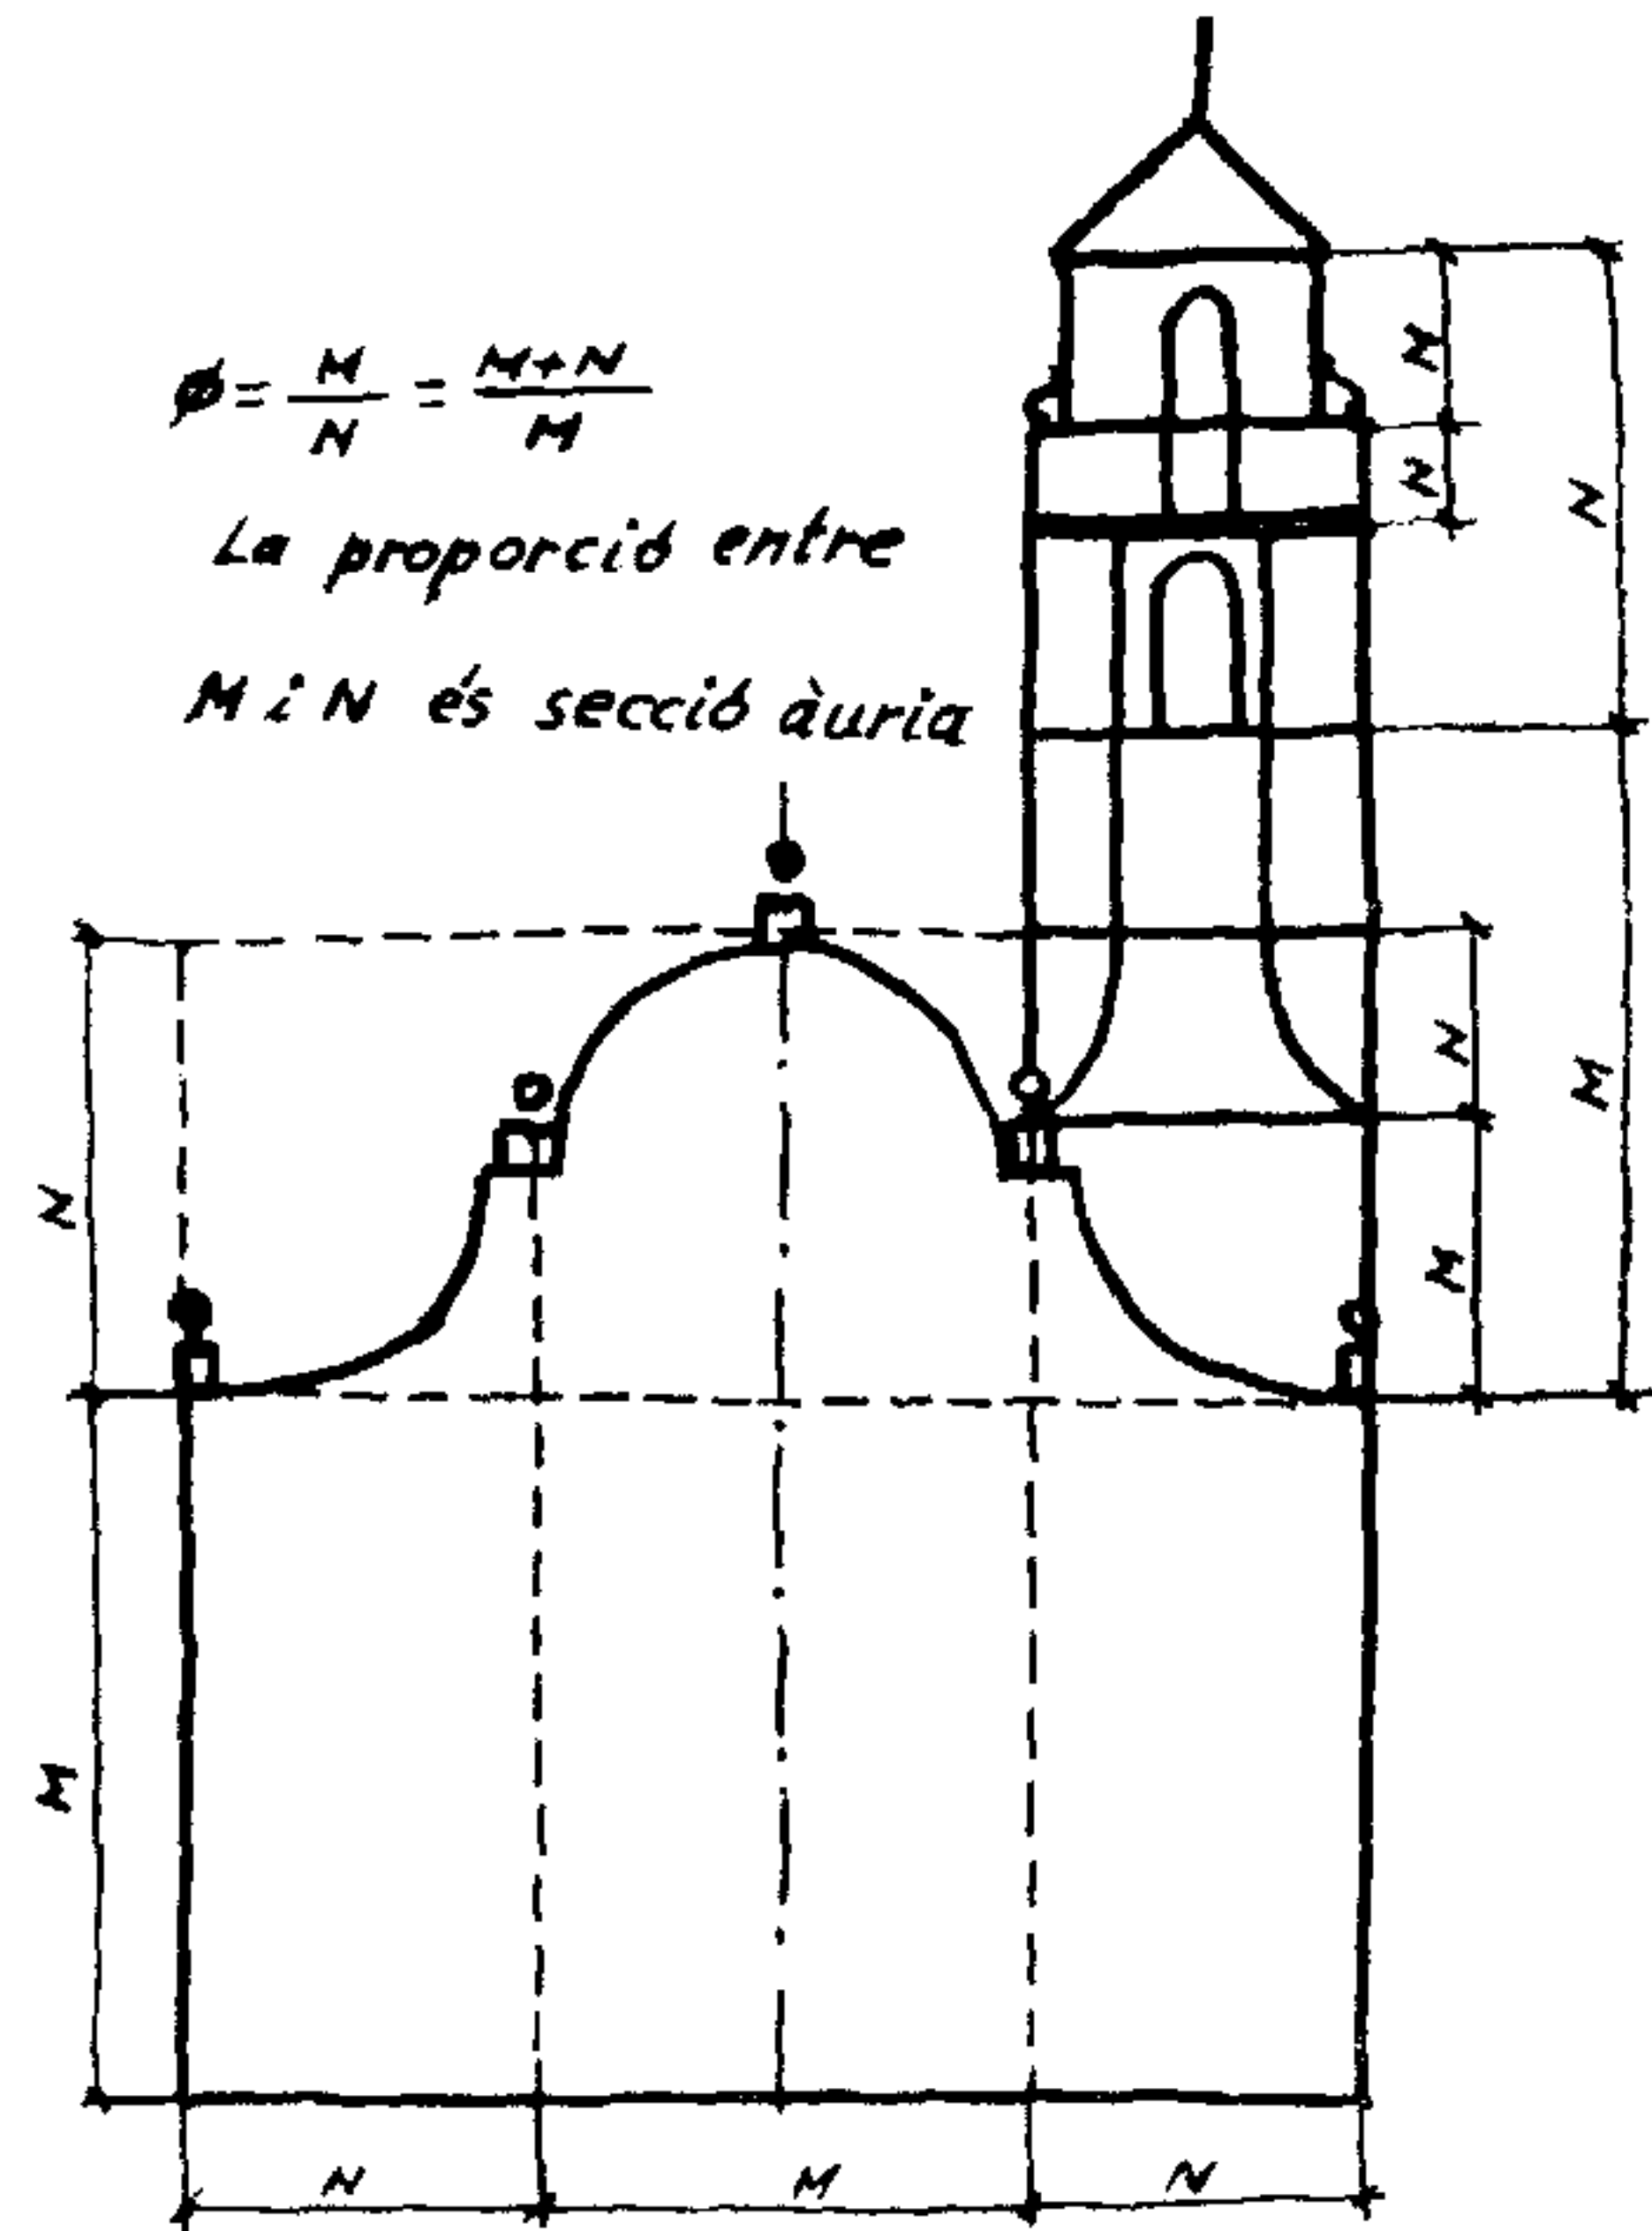 ϕ = M/N = M+N/M
La proporció entre
M i N és secció àuria
M
N
N
N
M
N
M
N
M
N
M
N